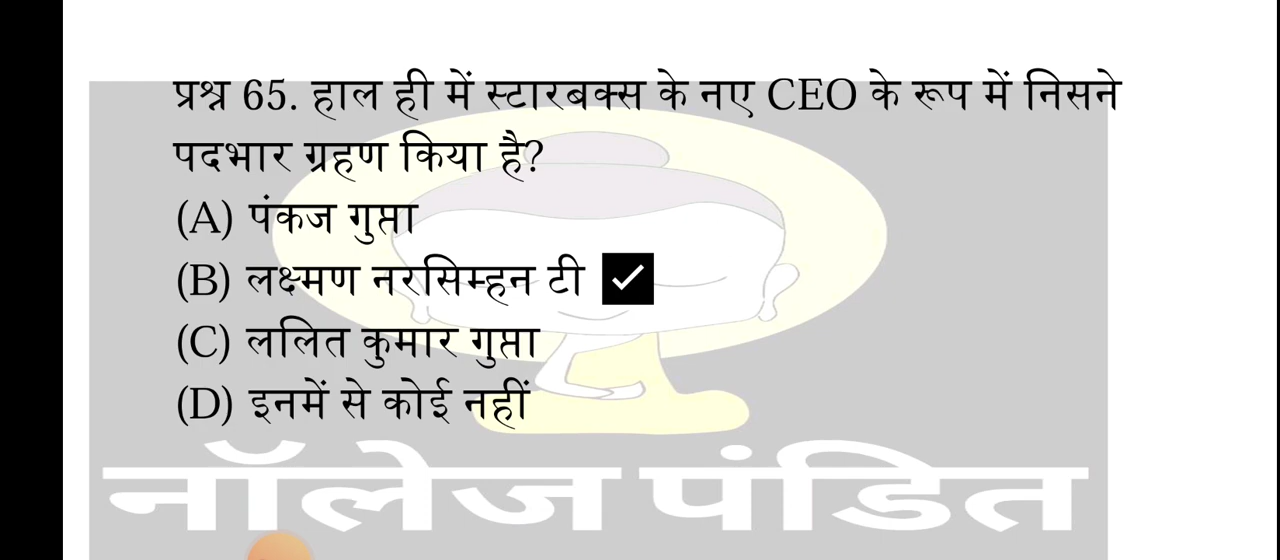 प्रश्न 65. हाल ही में स्टारबक्स के नए CEO के रूप में निसने
पदभार ग्रहण किया है?
(A) पंकज गुप्ता
(B) लक्ष्मण नरसिम्हन टी ✓
(C) ललित कुमार गुप्ता
(D) इनमें से कोई नहीं
नॉलेज पंडित